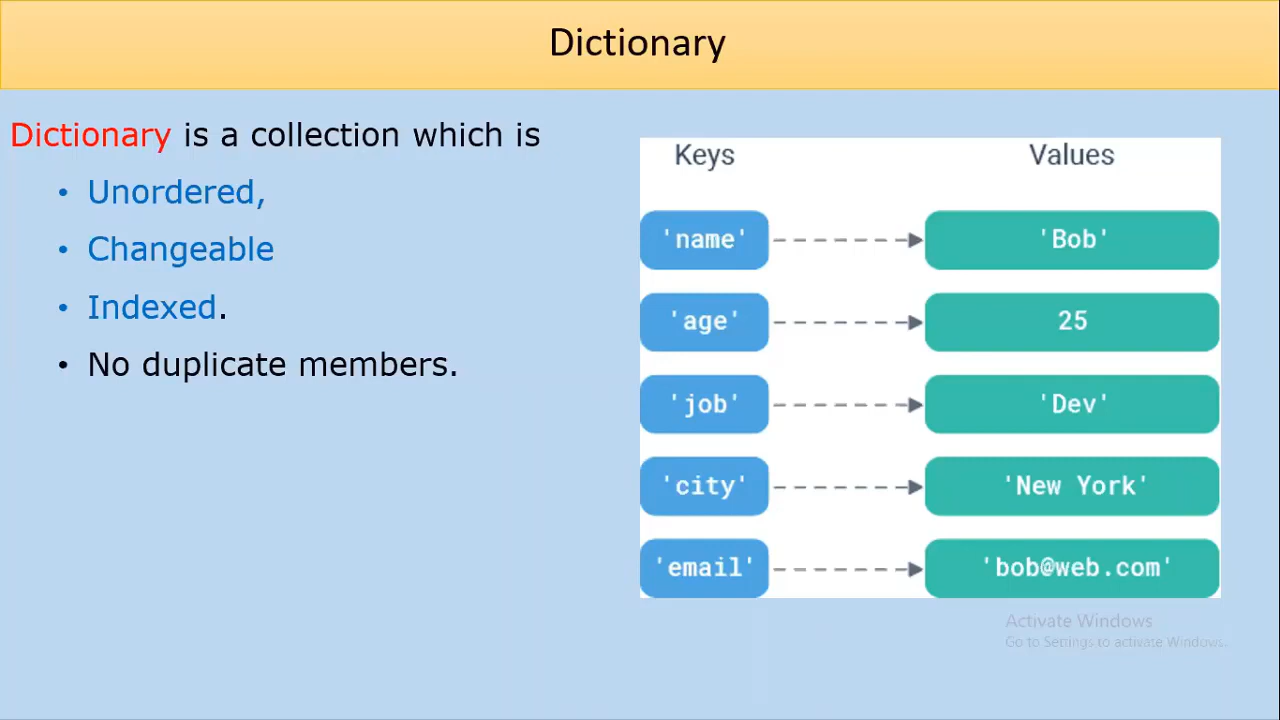 Dictionary
Dictionary is a collection which is
• Unordered,
• Changeable
• Indexed.
• No duplicate members.
Keys Values
'name' 'Bob'
'age' 25
'job' 'Dev'
'city' 'New York'
'email' 'bob@web.com'
Activate Windows
Go to Settings to activate Windows.